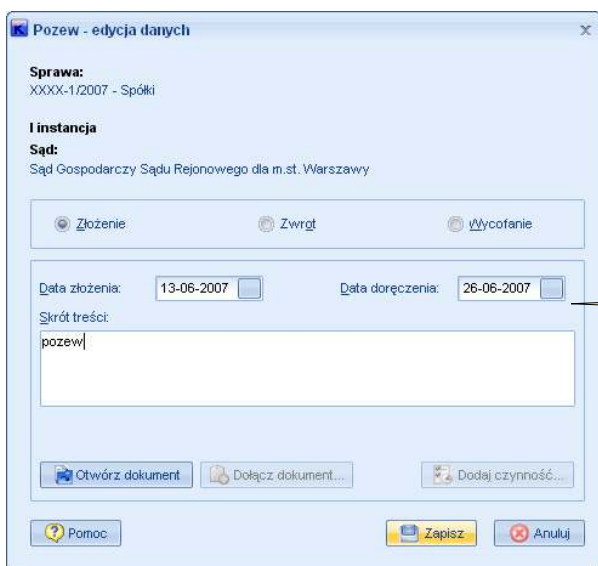 Pozew - edycja danych
Sprawa:
XXXX-1/2007 - Spółki
I instancja
Sąd:
Sąd Gospodarczy Sądu Rejonowego dla m.st. Warszawy
Złożenie Zwrot Wycofanie
Data złożenia: 13-06-2007 Data doręczenia: 26-06-2007
Skrót treści:
pozew
Otwórz dokument Dołącz dokument... Dodaj czynność...
Pomoc Zapisz Anuluj